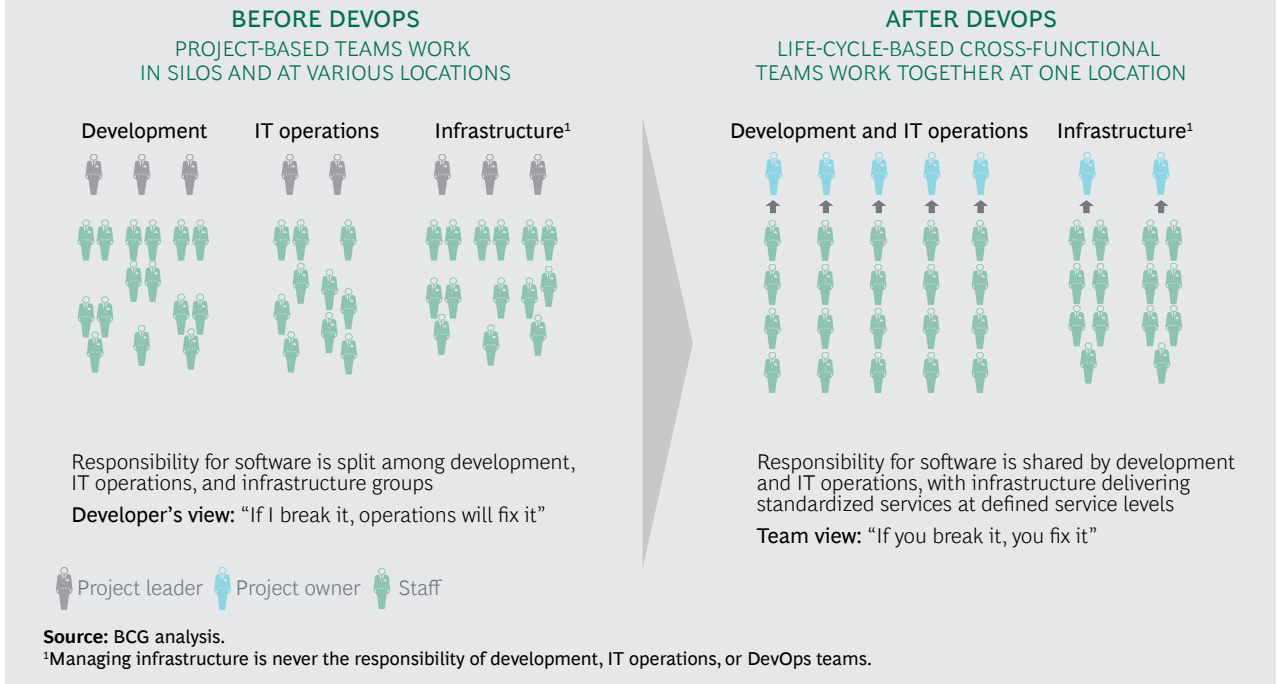 BEFORE DEVOPS
PROJECT-BASED TEAMS WORK
IN SILOS AND AT VARIOUS LOCATIONS
Development
IT operations
Infrastructure¹
Responsibility for software is split among development,
IT operations, and infrastructure groups
Developer’s view: “If I break it, operations will fix it”
AFTER DEVOPS
LIFE-CYCLE-BASED CROSS-FUNCTIONAL
TEAMS WORK TOGETHER AT ONE LOCATION
Development and IT operations
Infrastructure¹
Responsibility for software is shared by development
and IT operations, with infrastructure delivering
standardized services at defined service levels
Team view: “If you break it, you fix it”
Project leader
Project owner
Staff
Source: BCG analysis.
¹Managing infrastructure is never the responsibility of development, IT operations, or DevOps teams.